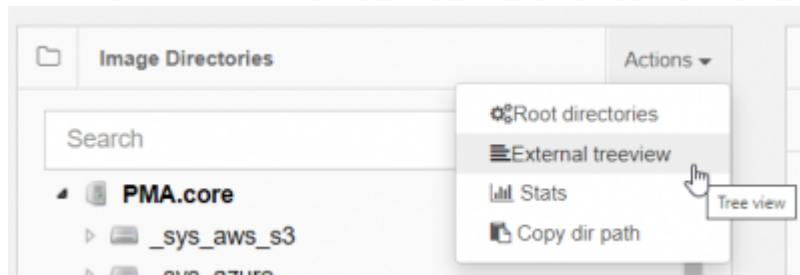 Image Directories
Actions
Root directories
Search
External treeview
Stats
Tree view
PMA.core
_sys_aws_s3
Copy dir path